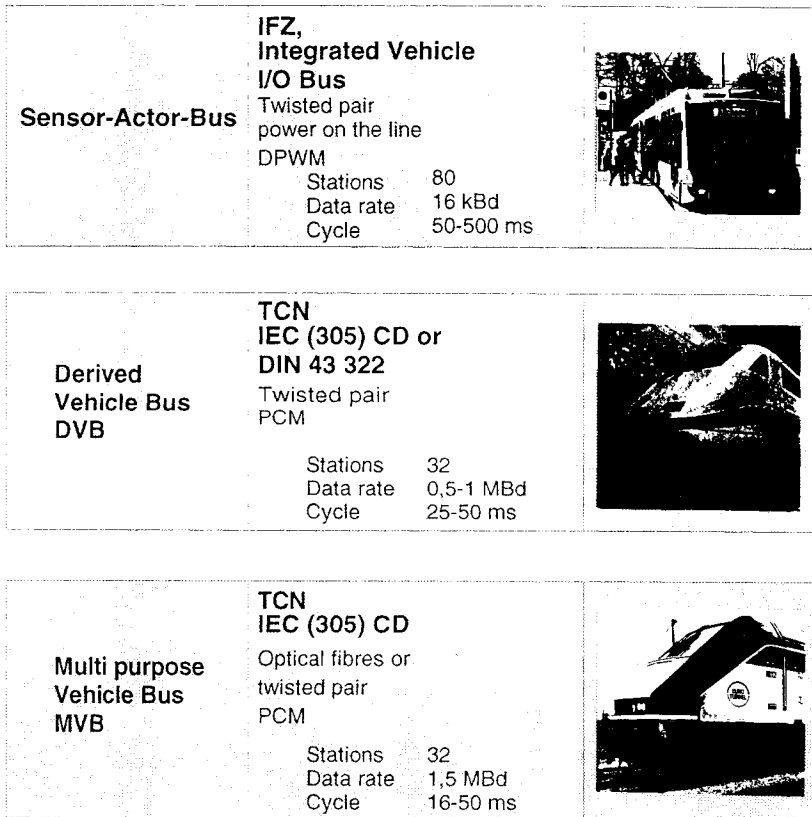 Sensor-Actor-Bus
IFZ,
Integrated Vehicle
I/O Bus
Twisted pair
power on the line
DPWM
Stations 80
Data rate 16 kBd
Cycle 50-500 ms
Derived
Vehicle Bus
DVB
TCN
IEC (305) CD or
DIN 43 322
Twisted pair
PCM
Stations 32
Data rate 0,5-1 MBd
Cycle 25-50 ms
Multi purpose
Vehicle Bus
MVB
TCN
IEC (305) CD
Optical fibres or
twisted pair
PCM
Stations 32
Data rate 1,5 MBd
Cycle 16-50 ms
EURO
TUNNEL